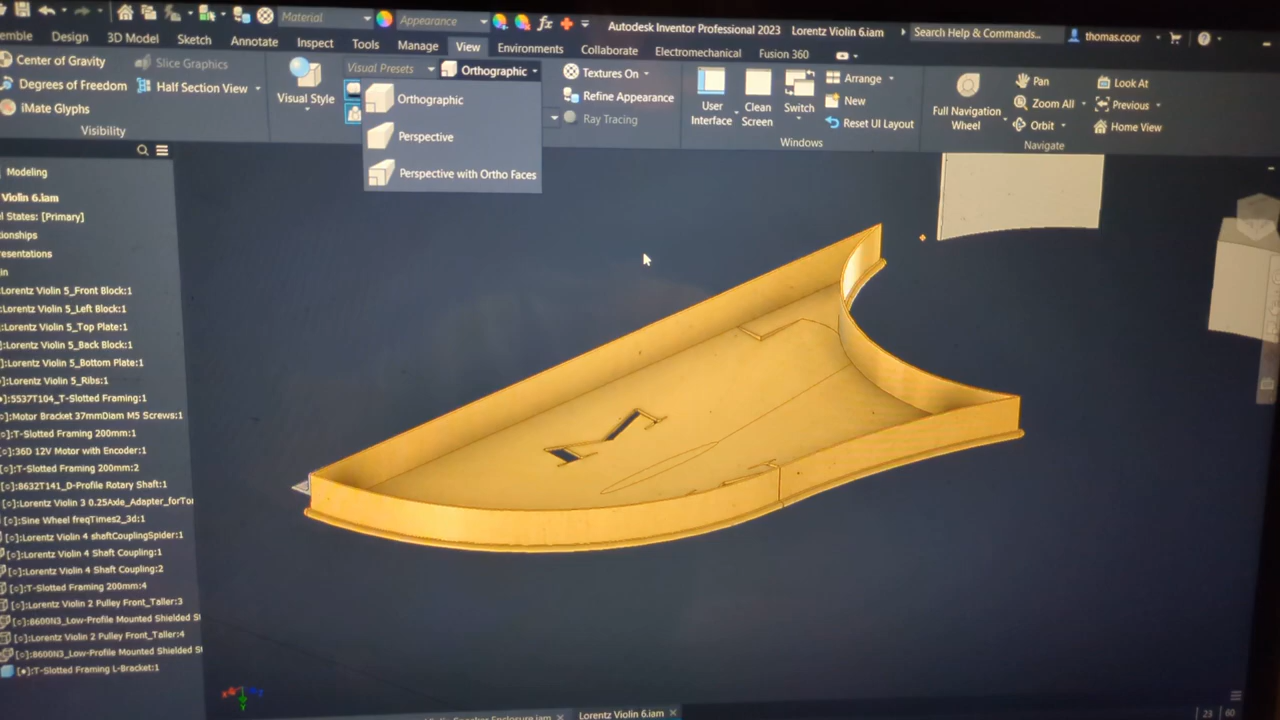 Material
Appearance
fx
Autodesk Inventor Professional 2023 Lorentz Violin 6.iam
Search Help & Commands...
thomas.coor
emble
Design
3D Model
Sketch
Annotate
Inspect
Tools
Manage
View
Environments
Collaborate
Electromechanical
Fusion 360
Center of Gravity
Slice Graphics
Degrees of Freedom
Half Section View
iMate Glyphs
Visibility
Visual Style
Visual Presets
Orthographic
Orthographic
Perspective
Perspective with Ortho Faces
Textures On
Refine Appearance
Ray Tracing
User
Interface
Clean
Screen
Switch
Arrange
New
Reset UI Layout
Windows
Full Navigation
Wheel
Pan
Zoom All
Orbit
Look At
Previous
Home View
Navigate
Modeling
Violin 6.iam
l States: [Primary]
ionships
resentations
in
Lorentz Violin 5_Front Block:1
Lorentz Violin 5_Left Block:1
Lorentz Violin 5_Top Plate:1
Lorentz Violin 5_Back Block:1
Lorentz Violin 5_Bottom Plate:1
]:Lorentz Violin 5_Ribs:1
]:5537T104_T-Slotted Framing:1
]:Motor Bracket 37mmDiam M5 Screws:1
]:T-Slotted Framing 200mm:1
]:36D 12V Motor with Encoder:1
]:T-Slotted Framing 200mm:2
]:8632T141_D-Profile Rotary Shaft:1
]:Lorentz Violin 3 0.25Axle_Adapter_forTo
]:Sine Wheel freqTimes2_3d:1
[○]:Lorentz Violin 4 shaftCouplingSpider:1
[○]:Lorentz Violin 4 Shaft Coupling:1
[○]:Lorentz Violin 4 Shaft Coupling:2
[○]:T-Slotted Framing 200mm:4
[○]:Lorentz Violin 2 Pulley Front_Taller:3
[○]:8600N3_Low-Profile Mounted Shielded S
[○]:Lorentz Violin 2 Pulley Front_Taller:4
[○]:8600N3_Low-Profile Mounted Shielded S
[●]:T-Slotted Framing L-Bracket:1
Speaker Enclosure.iam
Lorentz Violin 6.iam
23
60